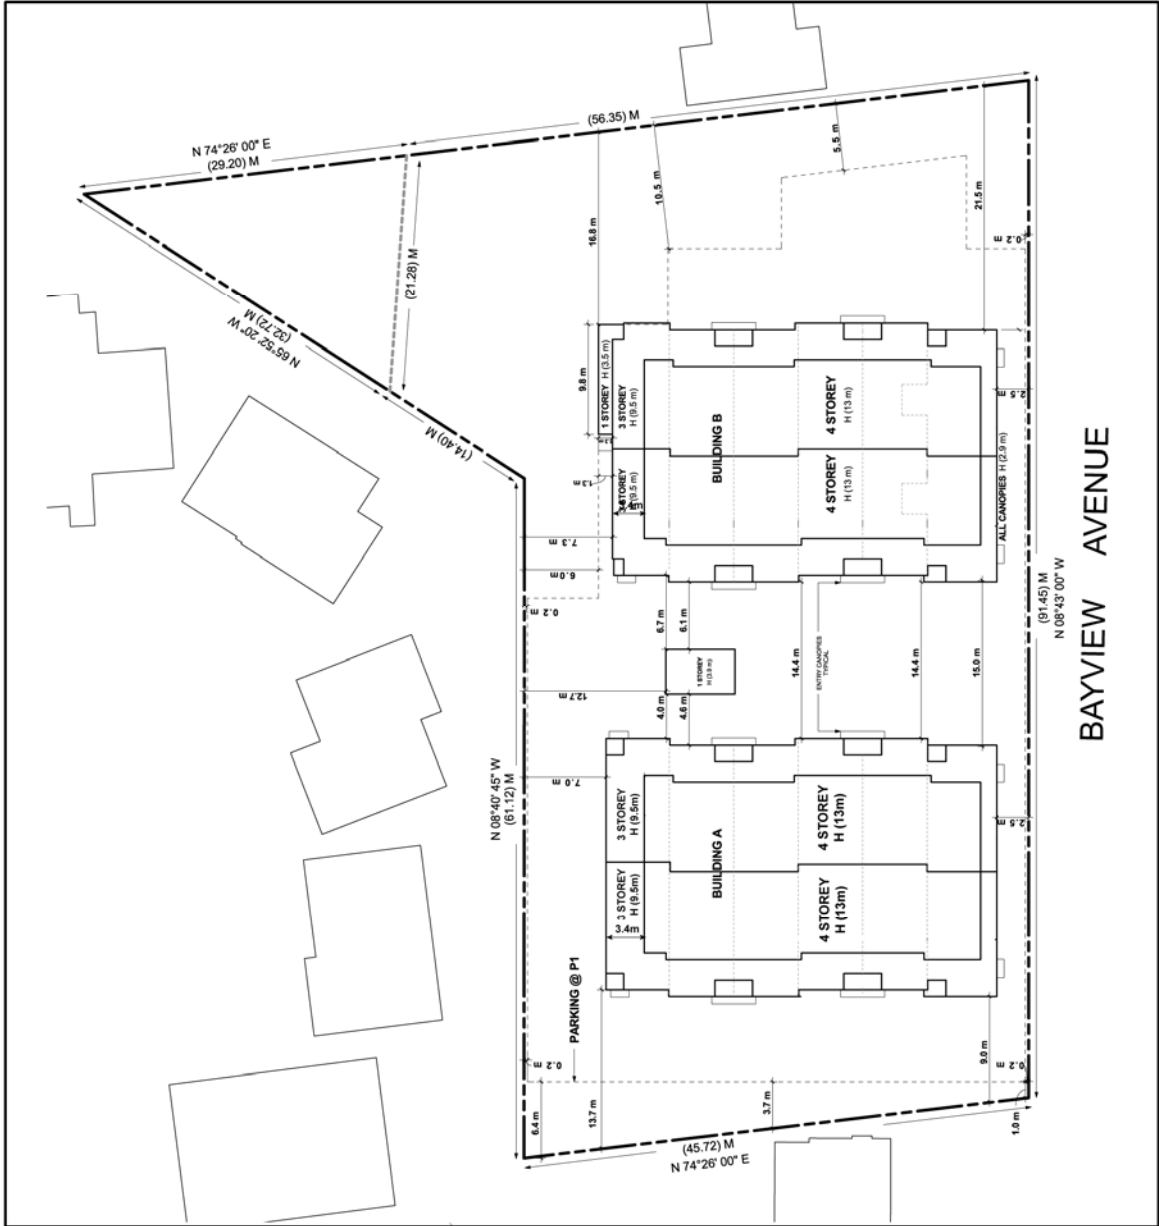 N 74°26' 00" E
(29.20) M
(56.35) M
5.5 m
10.5 m
16.8 m
21.5 m
0.2 m
(21.28) M
N 65°52' 20" W
(32.72) M
(14.40) M
9.8 m
1 STOREY H (3.5 m)
3 STOREY
H (9.5 m)
BUILDING B
4 STOREY
H (13 m)
2.5 m
1.3 m
STOREY
(9.5 m)
4 STOREY
H (13 m)
ALL CANOPIES H (2.9 m)
7.3 m
6.0m
0.2 m
6.7 m
6.1 m
1 STOREY
14.4 m
ENTRY CANOPIES
TYPICAL
14.4 m
15.0 m
(91.45) M
N 08°43' 00" W
BAYVIEW AVENUE
12.7 m
4.0 m
4.6 m
N 08°40' 45" W
(61.12) M
7.0 m
3 STOREY
H (9.5m)
BUILDING A
4 STOREY
H (13m)
2.5 m
3 STOREY
H (9.5m)
3.4m
4 STOREY
H (13m)
PARKING @ P1
0.2 m
9.0 m
0.2 m
6.4 m
13.7 m
3.7 m
1.0 m
(45.72) M
N 74°26' 00" E